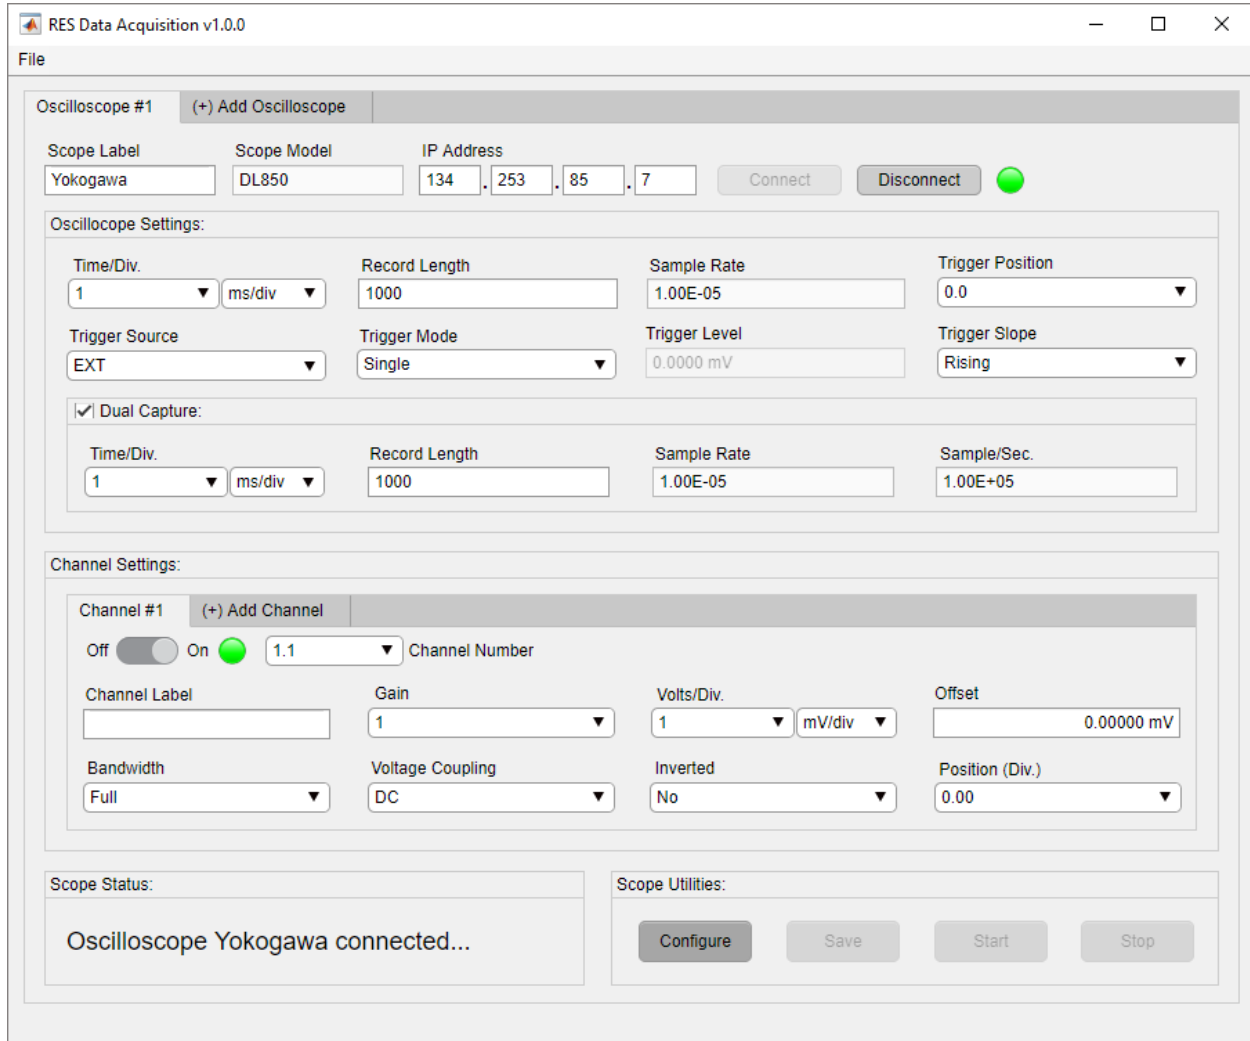 RES Data Acquisition v1.0.0
File
Oscilloscope #1 (+) Add Oscilloscope
Scope Label Scope Model IP Address
Yokogawa DL850 134 . 253 . 85 . 7 Connect Disconnect
Oscillocope Settings:
Time/Div. Record Length Sample Rate Trigger Position
1 ms/div 1000 1.00E-05 0.0
Trigger Source Trigger Mode Trigger Level Trigger Slope
EXT Single 0.0000 mV Rising
Dual Capture:
Time/Div. Record Length Sample Rate Sample/Sec.
1 ms/div 1000 1.00E-05 1.00E+05
Channel Settings:
Channel #1 (+) Add Channel
Off On 1.1 Channel Number
Channel Label Gain Volts/Div. Offset
1 1 mV/div 0.00000 mV
Bandwidth Voltage Coupling Inverted Position (Div.)
Full DC No 0.00
Scope Status: Scope Utilities:
Oscilloscope Yokogawa connected... Configure Save Start Stop